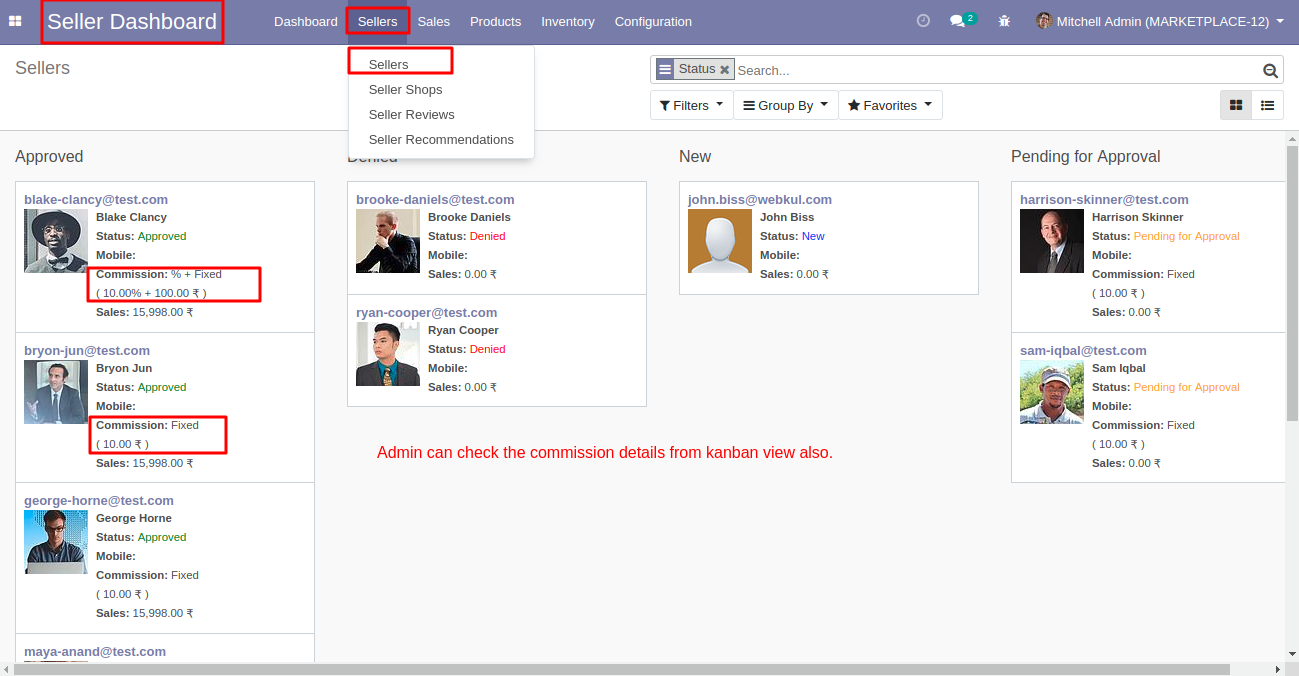 Seller Dashboard
Dashboard Sellers Sales Products Inventory Configuration
2 Mitchell Admin (MARKETPLACE-12)
Sellers
Sellers
Seller Shops
Seller Reviews
Seller Recommendations
Status Search...
Filters Group By Favorites
Approved
blake-clancy@test.com
Blake Clancy
Status: Approved
Mobile:
Commission: % + Fixed
( 10.00% + 100.00 ₹ )
Sales: 15,998.00 ₹
bryon-jun@test.com
Bryon Jun
Status: Approved
Mobile:
Commission: Fixed
( 10.00 ₹ )
Sales: 15,998.00 ₹
george-horne@test.com
George Horne
Status: Approved
Mobile:
Commission: Fixed
( 10.00 ₹ )
Sales: 15,998.00 ₹
maya-anand@test.com
Denied
brooke-daniels@test.com
Brooke Daniels
Status: Denied
Mobile:
Sales: 0.00 ₹
ryan-cooper@test.com
Ryan Cooper
Status: Denied
Mobile:
Sales: 0.00 ₹
New
john.biss@webkul.com
John Biss
Status: New
Mobile:
Sales: 0.00 ₹
Pending for Approval
harrison-skinner@test.com
Harrison Skinner
Status: Pending for Approval
Mobile:
Commission: Fixed
( 10.00 ₹ )
Sales: 0.00 ₹
sam-iqbal@test.com
Sam Iqbal
Status: Pending for Approval
Mobile:
Commission: Fixed
( 10.00 ₹ )
Sales: 0.00 ₹
Admin can check the commission details from kanban view also.